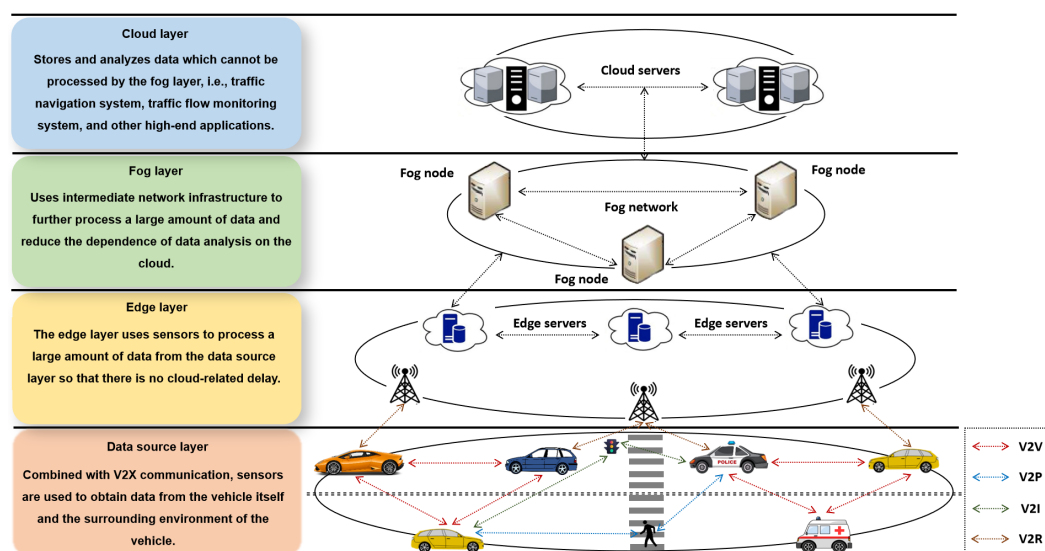 Cloud layer
Stores and analyzes data which cannot be
processed by the fog layer, i.e., traffic
navigation system, traffic flow monitoring
system, and other high-end applications.
Cloud servers
Fog layer
Uses intermediate network infrastructure to
further process a large amount of data and
reduce the dependence of data analysis on the
cloud.
Fog node
Fog node
Fog network
Fog node
Edge layer
The edge layer uses sensors to process a
large amount of data from the data source
layer so that there is no cloud-related delay.
Edge servers
Edge servers
Data source layer
Combined with V2X communication, sensors
are used to obtain data from the vehicle itself
and the surrounding environment of the
vehicle.
POLICE
V2V
V2P
V2I
V2R